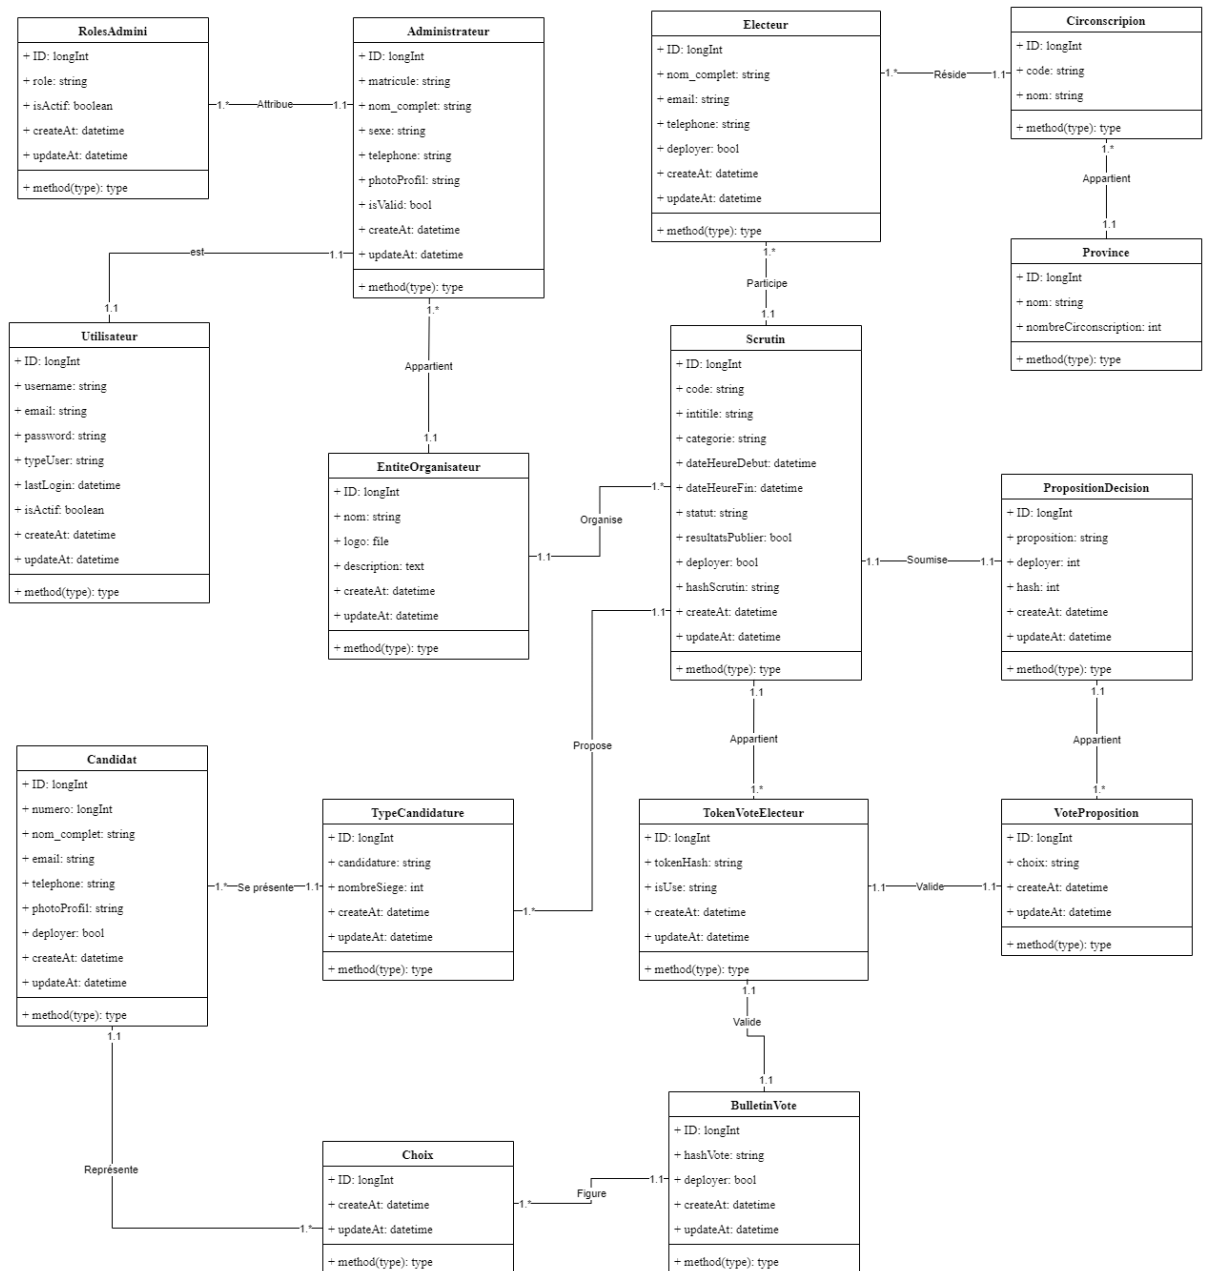 RolesAdmini
+ ID: longInt
+ role: string
+ isActif: boolean
+ createAt: datetime
+ updateAt: datetime
+ method(type): type
1.*
Attribue
1.1
Administrateur
+ ID: longInt
+ matricule: string
+ nom_complet: string
+ sexe: string
+ telephone: string
+ photoProfil: string
+ isValid: bool
+ createAt: datetime
+ updateAt: datetime
+ method(type): type
1.1
est
1.1
Utilisateur
+ ID: longInt
+ username: string
+ email: string
+ password: string
+ typeUser: string
+ lastLogin: datetime
+ isActif: boolean
+ createAt: datetime
+ updateAt: datetime
+ method(type): type
1.*
Appartient
1.1
EntiteOrganisateur
+ ID: longInt
+ nom: string
+ logo: file
+ description: text
+ createAt: datetime
+ updateAt: datetime
+ method(type): type
1.1
Organise
1.*
Electeur
+ ID: longInt
+ nom_complet: string
+ email: string
+ telephone: string
+ deployer: bool
+ createAt: datetime
+ updateAt: datetime
+ method(type): type
1.*
Réside
1.1
Circonscripion
+ ID: longInt
+ code: string
+ nom: string
+ method(type): type
1.*
Appartient
1.1
Province
+ ID: longInt
+ nom: string
+ nombreCirconscription: int
+ method(type): type
1.*
Participe
1.1
Scrutin
+ ID: longInt
+ code: string
+ intitile: string
+ categorie: string
+ dateHeureDebut: datetime
+ dateHeureFin: datetime
+ statut: string
+ resultatsPublier: bool
+ deployer: bool
+ hashScrutin: string
+ createAt: datetime
+ updateAt: datetime
+ method(type): type
1.1
Soumise
1.1
PropositionDecision
+ ID: longInt
+ proposition: string
+ deployer: int
+ hash: int
+ createAt: datetime
+ updateAt: datetime
+ method(type): type
1.1
Appartient
1.*
VoteProposition
+ ID: longInt
+ choix: string
+ createAt: datetime
+ updateAt: datetime
+ method(type): type
1.1
Propose
1.*
1.1
Appartient
1.*
TokenVoteElecteur
+ ID: longInt
+ tokenHash: string
+ isUse: string
+ createAt: datetime
+ updateAt: datetime
+ method(type): type
1.1
Valide
1.1
Candidat
+ ID: longInt
+ numero: longInt
+ nom_complet: string
+ email: string
+ telephone: string
+ photoProfil: string
+ deployer: bool
+ createAt: datetime
+ updateAt: datetime
+ method(type): type
1.*
Se présente
1.1
TypeCandidature
+ ID: longInt
+ candidature: string
+ nombreSiege: int
+ createAt: datetime
+ updateAt: datetime
+ method(type): type
1.1
Valide
1.1
BulletinVote
+ ID: longInt
+ hashVote: string
+ deployer: bool
+ createAt: datetime
+ updateAt: datetime
+ method(type): type
1.1
Représente
1.*
Choix
+ ID: longInt
+ createAt: datetime
+ updateAt: datetime
+ method(type): type
1.*
Figure
1.1